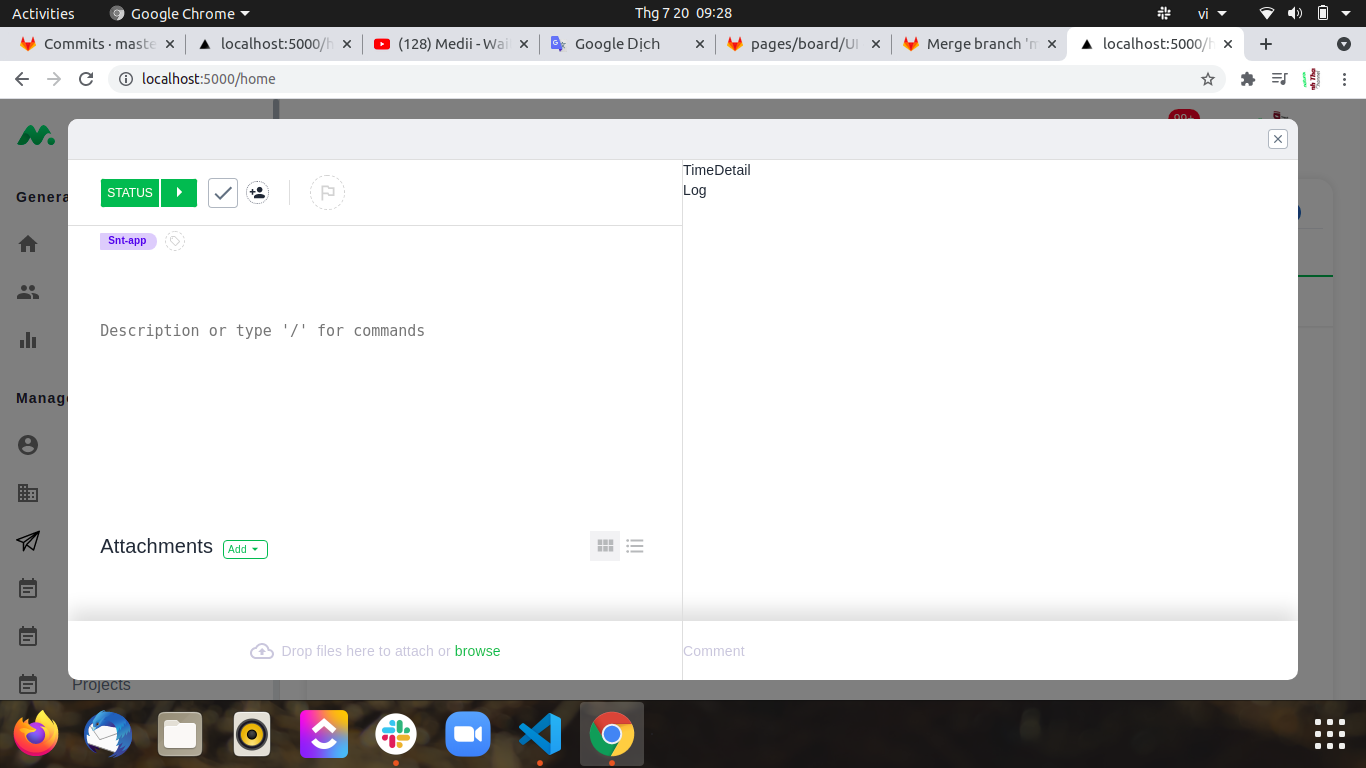 Activities
Google Chrome
Thg 7 20 09:28
vi
Commits · maste
localhost:5000/h
(128) Medii - Wai
Google Dịch
pages/board/UI
Merge branch 'm
localhost:5000/h
localhost:5000/home
99+
Genera
Manag
Projects
STATUS
Snt-app
Description or type '/' for commands
Attachments
Add
Drop files here to attach or browse
TimeDetail
Log
Comment